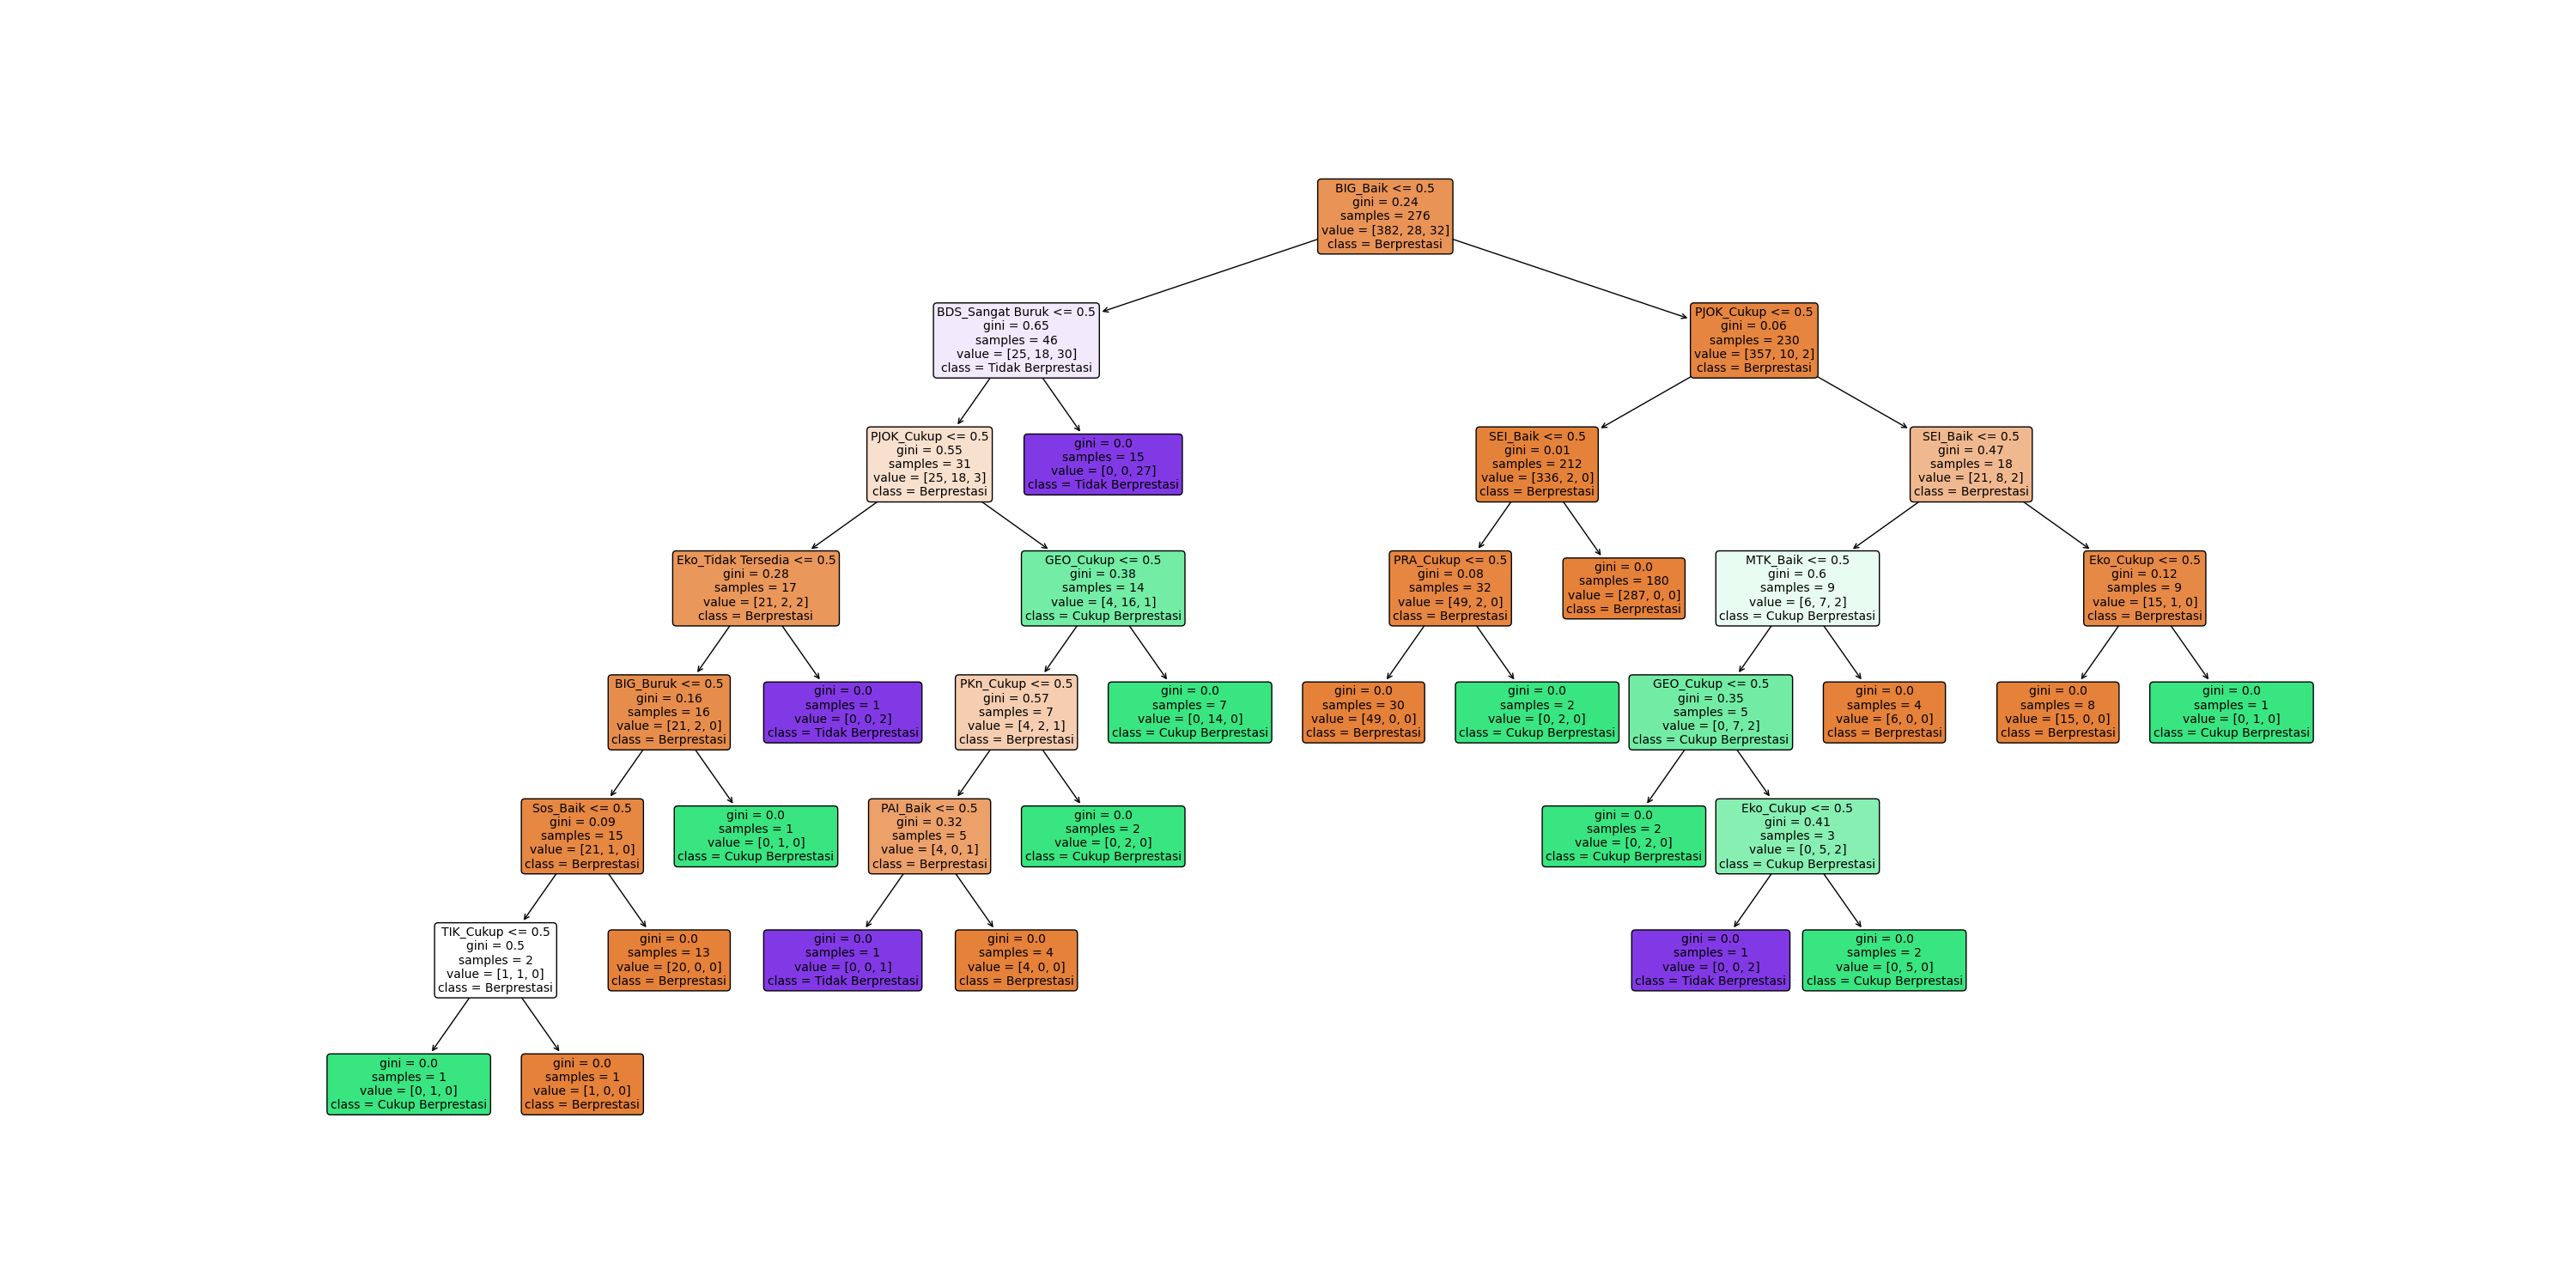 BIG_Baik <= 0.5
gini = 0.24
samples = 276
value = [382, 28, 32]
class = Berprestasi
BDS_Sangat Buruk <= 0.5
gini = 0.65
samples = 46
value = [25, 18, 30]
class = Tidak Berprestasi
PJOK_Cukup <= 0.5
gini = 0.06
samples = 230
value = [357, 10, 2]
class = Berprestasi
PJOK_Cukup <= 0.5
gini = 0.55
samples = 31
value = [25, 18, 3]
class = Berprestasi
gini = 0.0
samples = 15
value = [0, 0, 27]
class = Tidak Berprestasi
SEI_Baik <= 0.5
gini = 0.01
samples = 212
value = [336, 2, 0]
class = Berprestasi
SEI_Baik <= 0.5
gini = 0.47
samples = 18
value = [21, 8, 2]
class = Berprestasi
Eko_Tidak Tersedia <= 0.5
gini = 0.28
samples = 17
value = [21, 2, 2]
class = Berprestasi
GEO_Cukup <= 0.5
gini = 0.38
samples = 14
value = [4, 16, 1]
class = Cukup Berprestasi
PRA_Cukup <= 0.5
gini = 0.08
samples = 32
value = [49, 2, 0]
class = Berprestasi
gini = 0.0
samples = 180
value = [287, 0, 0]
class = Berprestasi
MTK_Baik <= 0.5
gini = 0.6
samples = 9
value = [6, 7, 2]
class = Cukup Berprestasi
Eko_Cukup <= 0.5
gini = 0.12
samples = 9
value = [15, 1, 0]
class = Berprestasi
BIG_Buruk <= 0.5
gini = 0.16
samples = 16
value = [21, 2, 0]
class = Berprestasi
gini = 0.0
samples = 1
value = [0, 0, 2]
class = Tidak Berprestasi
PKn_Cukup <= 0.5
gini = 0.57
samples = 7
value = [4, 2, 1]
class = Berprestasi
gini = 0.0
samples = 7
value = [0, 14, 0]
class = Cukup Berprestasi
gini = 0.0
samples = 30
value = [49, 0, 0]
class = Berprestasi
gini = 0.0
samples = 2
value = [0, 2, 0]
class = Cukup Berprestasi
GEO_Cukup <= 0.5
gini = 0.35
samples = 5
value = [0, 7, 2]
class = Cukup Berprestasi
gini = 0.0
samples = 4
value = [6, 0, 0]
class = Berprestasi
gini = 0.0
samples = 8
value = [15, 0, 0]
class = Berprestasi
gini = 0.0
samples = 1
value = [0, 1, 0]
class = Cukup Berprestasi
Sos_Baik <= 0.5
gini = 0.09
samples = 15
value = [21, 1, 0]
class = Berprestasi
gini = 0.0
samples = 1
value = [0, 1, 0]
class = Cukup Berprestasi
PAI_Baik <= 0.5
gini = 0.32
samples = 5
value = [4, 0, 1]
class = Berprestasi
gini = 0.0
samples = 2
value = [0, 2, 0]
class = Cukup Berprestasi
gini = 0.0
samples = 2
value = [0, 2, 0]
class = Cukup Berprestasi
Eko_Cukup <= 0.5
gini = 0.41
samples = 3
value = [0, 5, 2]
class = Cukup Berprestasi
TIK_Cukup <= 0.5
gini = 0.5
samples = 2
value = [1, 1, 0]
class = Berprestasi
gini = 0.0
samples = 13
value = [20, 0, 0]
class = Berprestasi
gini = 0.0
samples = 1
value = [0, 0, 1]
class = Tidak Berprestasi
gini = 0.0
samples = 4
value = [4, 0, 0]
class = Berprestasi
gini = 0.0
samples = 1
value = [0, 0, 2]
class = Tidak Berprestasi
gini = 0.0
samples = 2
value = [0, 5, 0]
class = Cukup Berprestasi
gini = 0.0
samples = 1
value = [0, 1, 0]
class = Cukup Berprestasi
gini = 0.0
samples = 1
value = [1, 0, 0]
class = Berprestasi